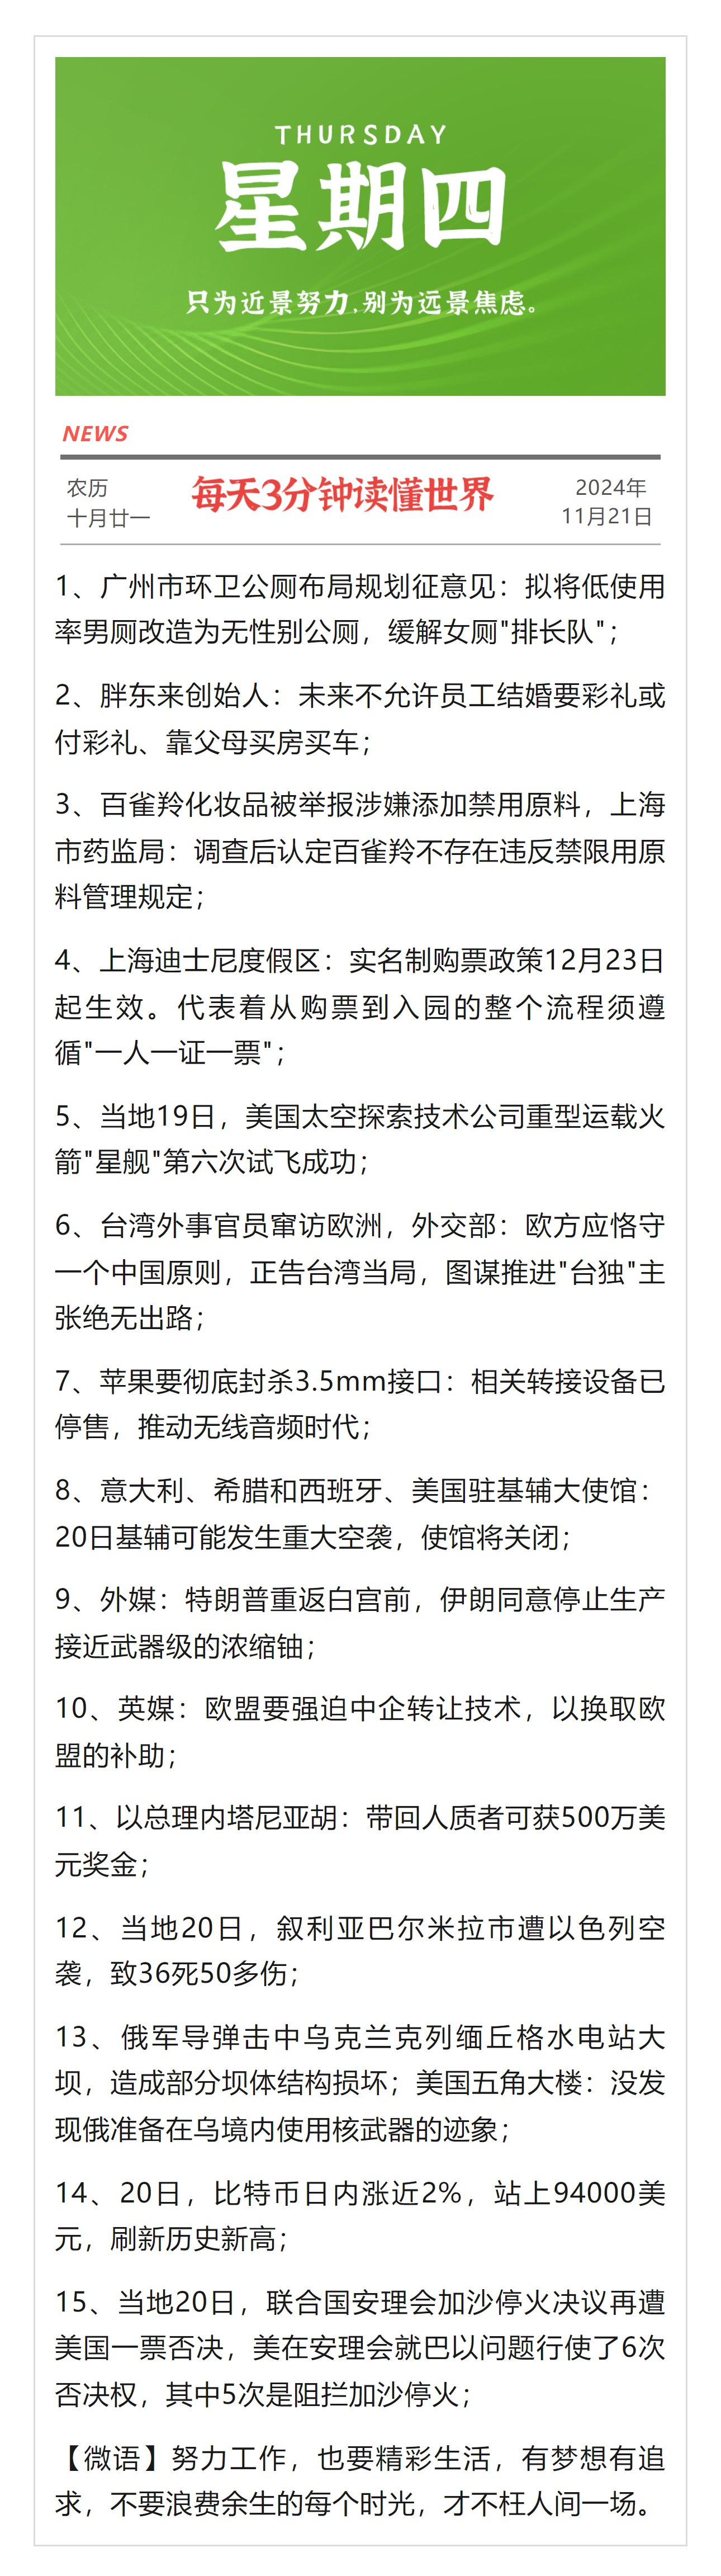 THURSDAY
星期四
只为近景努力,别为远景焦虑。
NEWS
农历
十月廿一
每天3分钟读懂世界
2024年
11月21日
1、广州市环卫公厕布局规划征意见：拟将低使用
率男厕改造为无性别公厕，缓解女厕"排长队"；
2、胖东来创始人：未来不允许员工结婚要彩礼或
付彩礼、靠父母买房买车；
3、百雀羚化妆品被举报涉嫌添加禁用原料，上海
市药监局：调查后认定百雀羚不存在违反禁限用原
料管理规定；
4、上海迪士尼度假区：实名制购票政策12月23日
起生效。代表着从购票到入园的整个流程须遵
循"一人一证一票"；
5、当地19日，美国太空探索技术公司重型运载火
箭"星舰"第六次试飞成功；
6、台湾外事官员窜访欧洲，外交部：欧方应恪守
一个中国原则，正告台湾当局，图谋推进"台独"主
张绝无出路；
7、苹果要彻底封杀3.5mm接口：相关转接设备已
停售，推动无线音频时代；
8、意大利、希腊和西班牙、美国驻基辅大使馆：
20日基辅可能发生重大空袭，使馆将关闭；
9、外媒：特朗普重返白宫前，伊朗同意停止生产
接近武器级的浓缩铀；
10、英媒：欧盟要强迫中企转让技术，以换取欧
盟的补助；
11、以总理内塔尼亚胡：带回人质者可获500万美
元奖金；
12、当地20日，叙利亚巴尔米拉市遭以色列空
袭，致36死50多伤；
13、俄军导弹击中乌克兰克列缅丘格水电站大
坝，造成部分坝体结构损坏；美国五角大楼：没发
现俄准备在乌境内使用核武器的迹象；
14、20日，比特币日内涨近2%，站上94000美
元，刷新历史新高；
15、当地20日，联合国安理会加沙停火决议再遭
美国一票否决，美在安理会就巴以问题行使了6次
否决权，其中5次是阻拦加沙停火；
【微语】努力工作，也要精彩生活，有梦想有追
求，不要浪费余生的每个时光，才不枉人间一场。